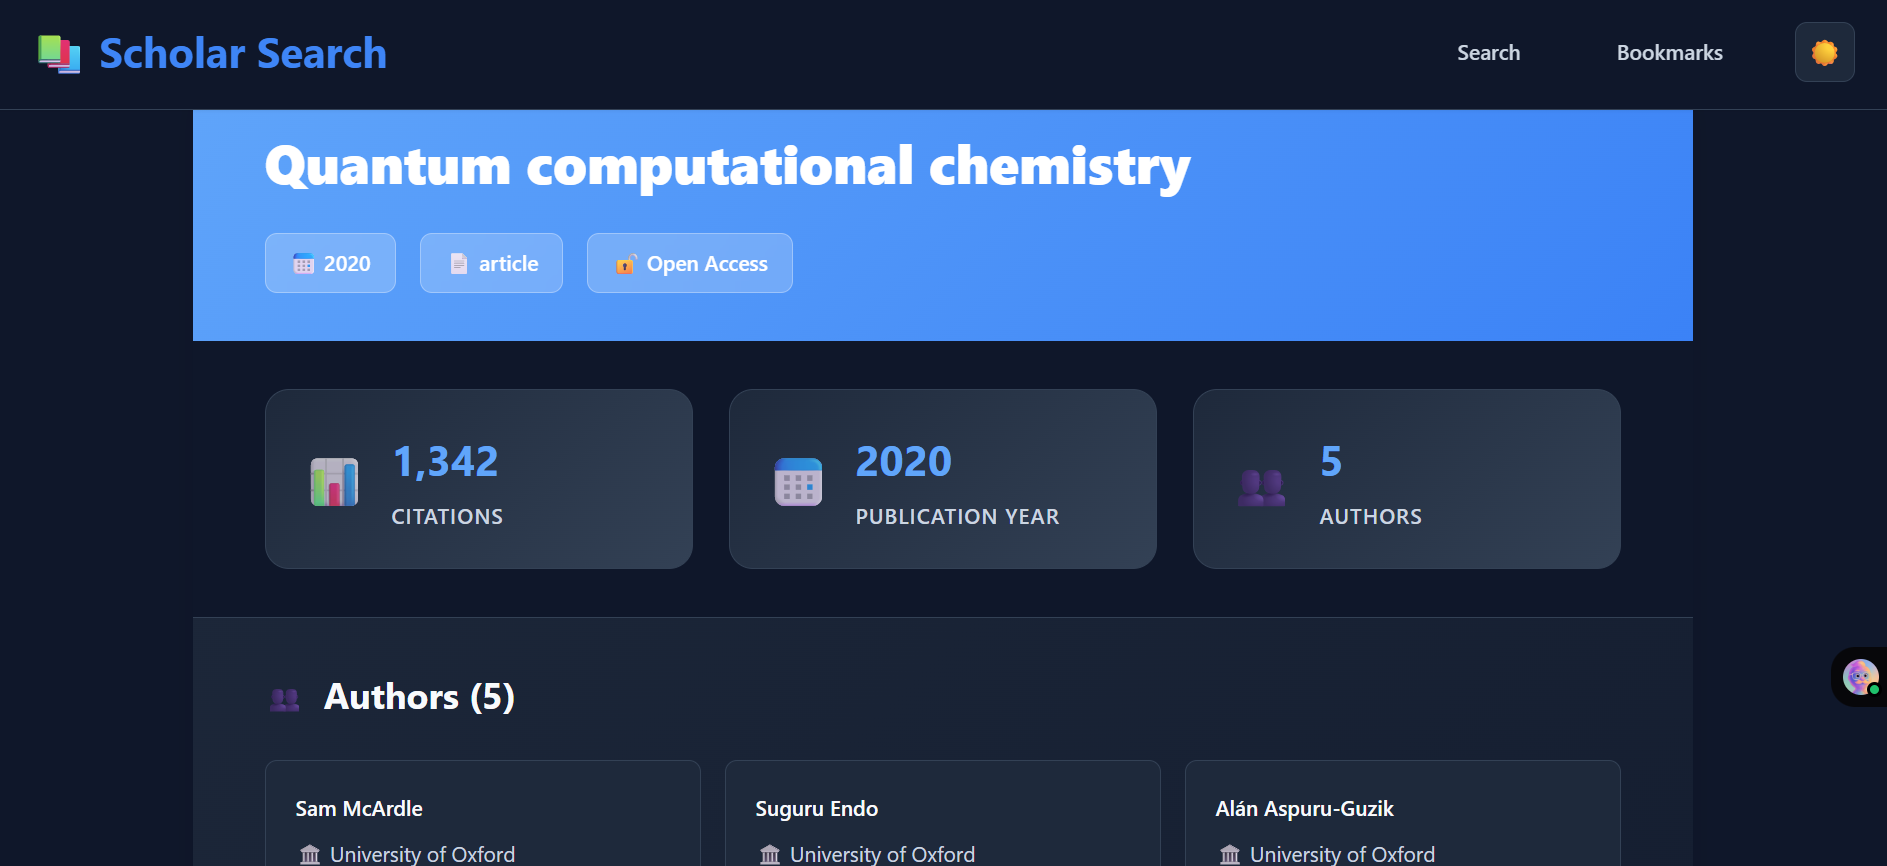 Scholar Search
Search
Bookmarks
Quantum computational chemistry
2020
article
Open Access
1,342
CITATIONS
2020
PUBLICATION YEAR
5
AUTHORS
Authors (5)
Sam McArdle
University of Oxford
Suguru Endo
University of Oxford
Alán Aspuru-Guzik
University of Oxford